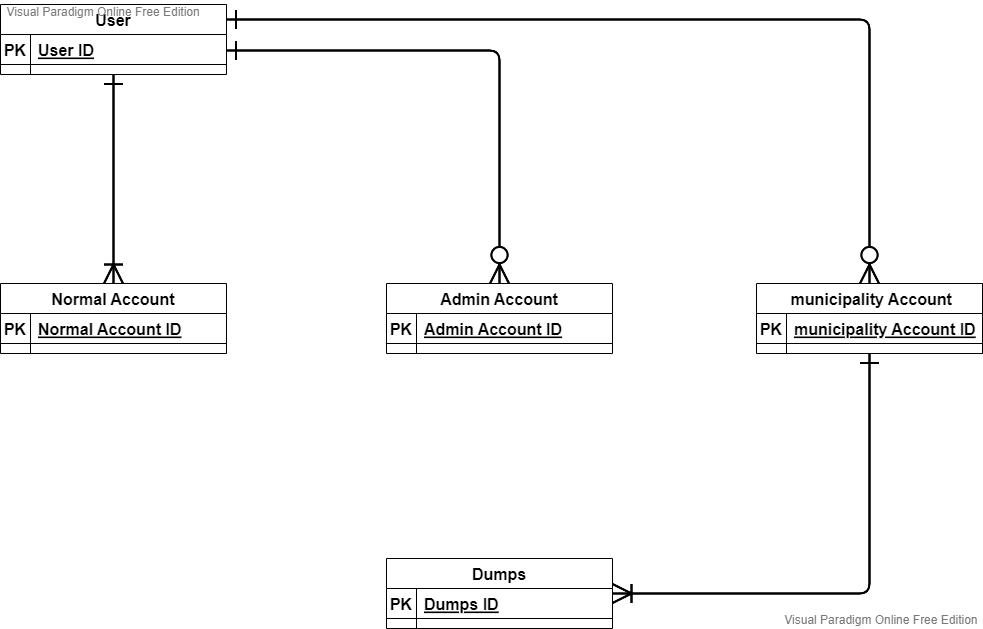 Visual Paradigm Online Free Edition
User
PK User ID
Normal Account
PK Normal Account ID
Admin Account
PK Admin Account ID
municipality Account
PK municipality Account ID
Dumps
PK Dumps ID
Visual Paradigm Online Free Edition